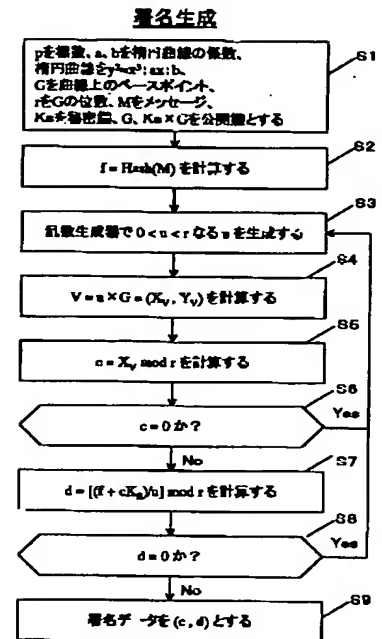 署名生成
S1
pを標数、a、bを楕円曲線の係数、
楕円曲線をy²=x³+ax+b、
Gを曲線上のベースポイント、
rをGの位数、Mをメッセージ、
Ksを秘密鍵、G、Ks×Gを公開鍵とする
S2
f=Hash(M)を計算する
S3
乱数生成器で0<u<rなるuを生成する
S4
V=u×G=(Xv, Yv)を計算する
S5
c=Xv mod rを計算する
S6
c=0か?
Yes
No
S7
d=[(f+cKs)/u] mod rを計算する
S8
d=0か?
Yes
No
S9
署名データを(c, d)とする